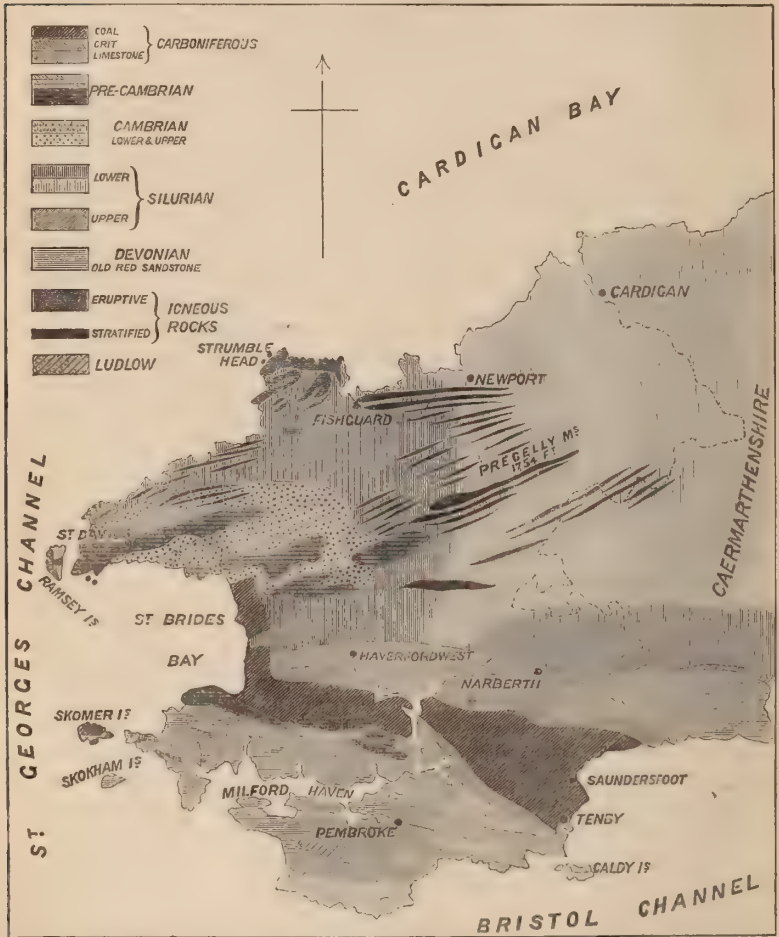 COAL
GRIT
LIMESTONE
CARBONIFEROUS
PRE-CAMBRIAN
CAMBRIAN
LOWER & UPPER
LOWER
UPPER
SILURIAN
DEVONIAN
OLD RED SANDSTONE
ERUPTIVE
STRATIFIED
IGNEOUS
ROCKS
LUDLOW
CARDIGAN BAY
CARDIGAN
STRUMBLE
HEAD
NEWPORT
FISHGUARD
PRECELLY Mˢ
1754 Fᵀ
CAERMARTHENSHIRE
Sᵀ GEORGES CHANNEL
RAMSEY Iˢ
Sᵀ BRIDES
BAY
HAVERFORDWEST
NARBERTH
SKOMER Iˢ
SKOKHAM Iˢ
MILFORD HAVEN
PEMBROKE
SAUNDERSFOOT
TENBY
CALDY Iˢ
BRISTOL CHANNEL